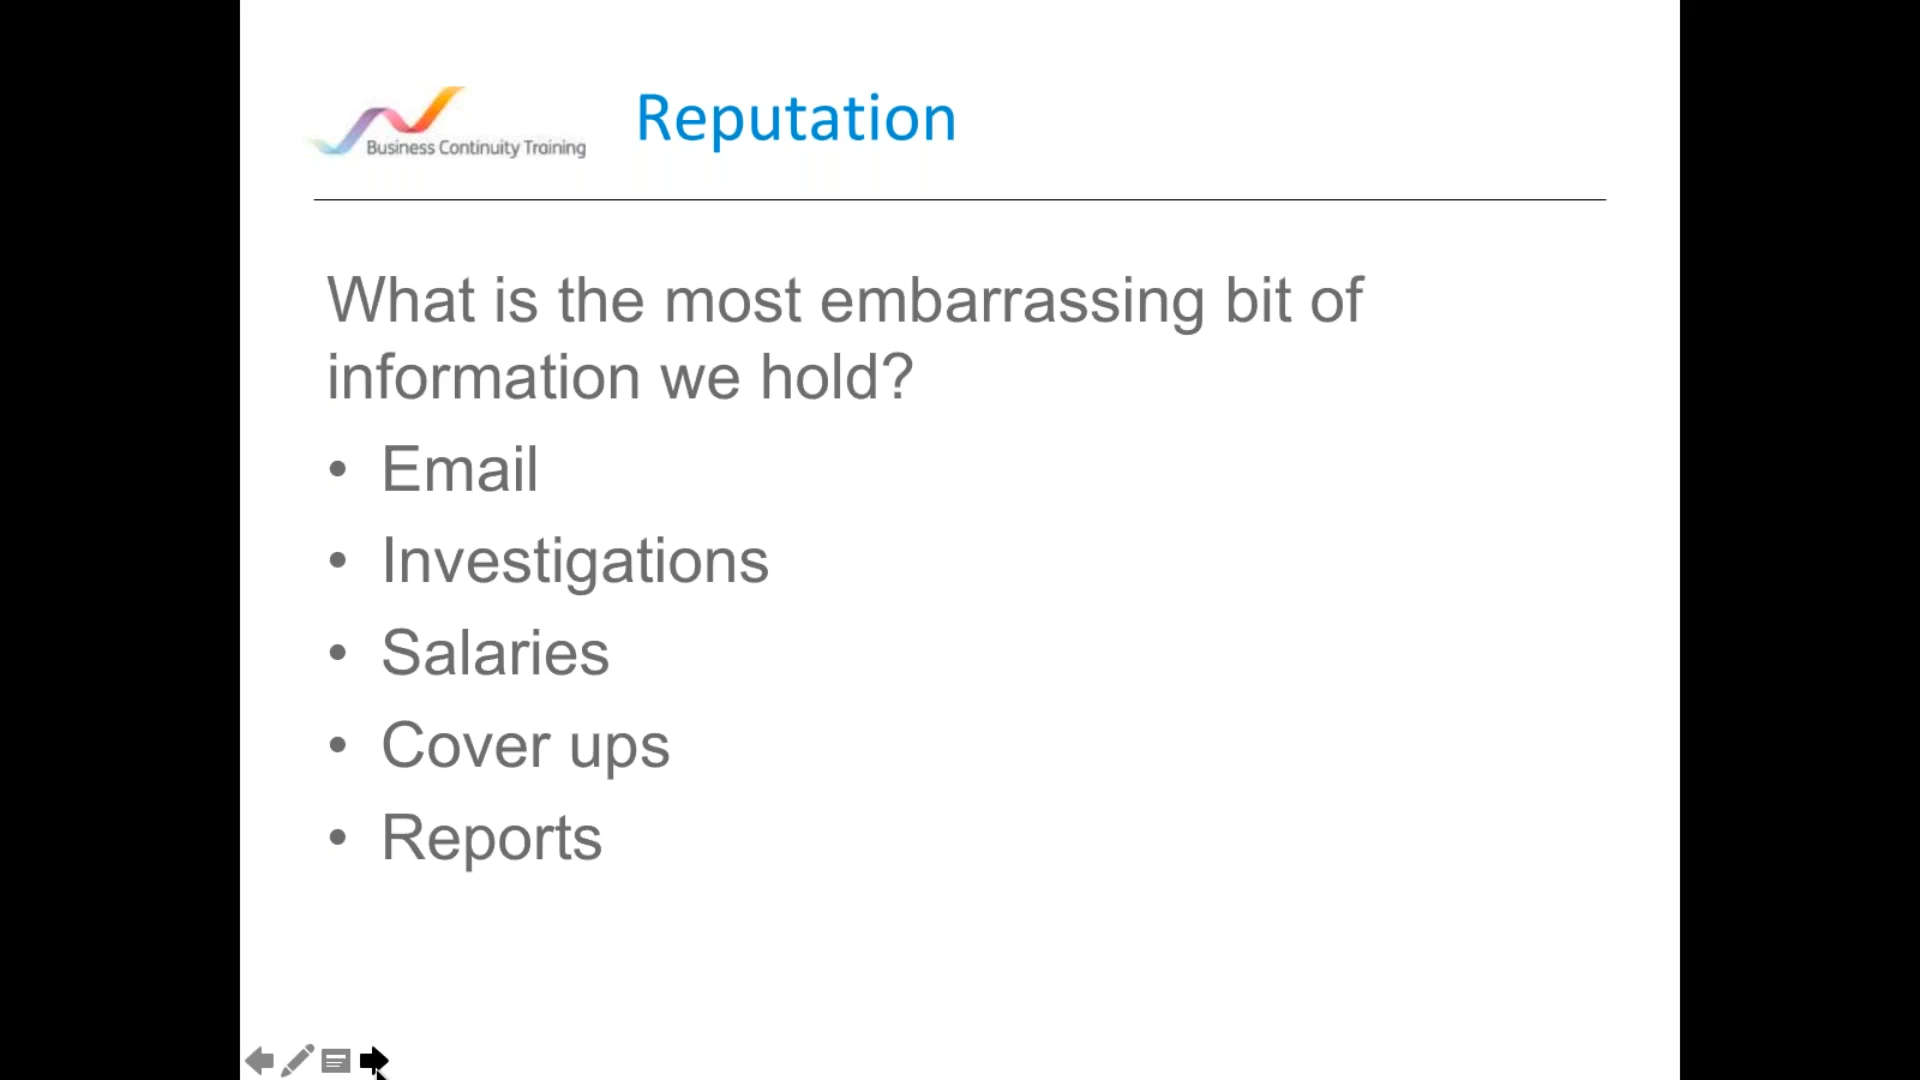 Business Continuity Training
Reputation
What is the most embarrassing bit of
information we hold?
• Email
• Investigations
• Salaries
• Cover ups
• Reports